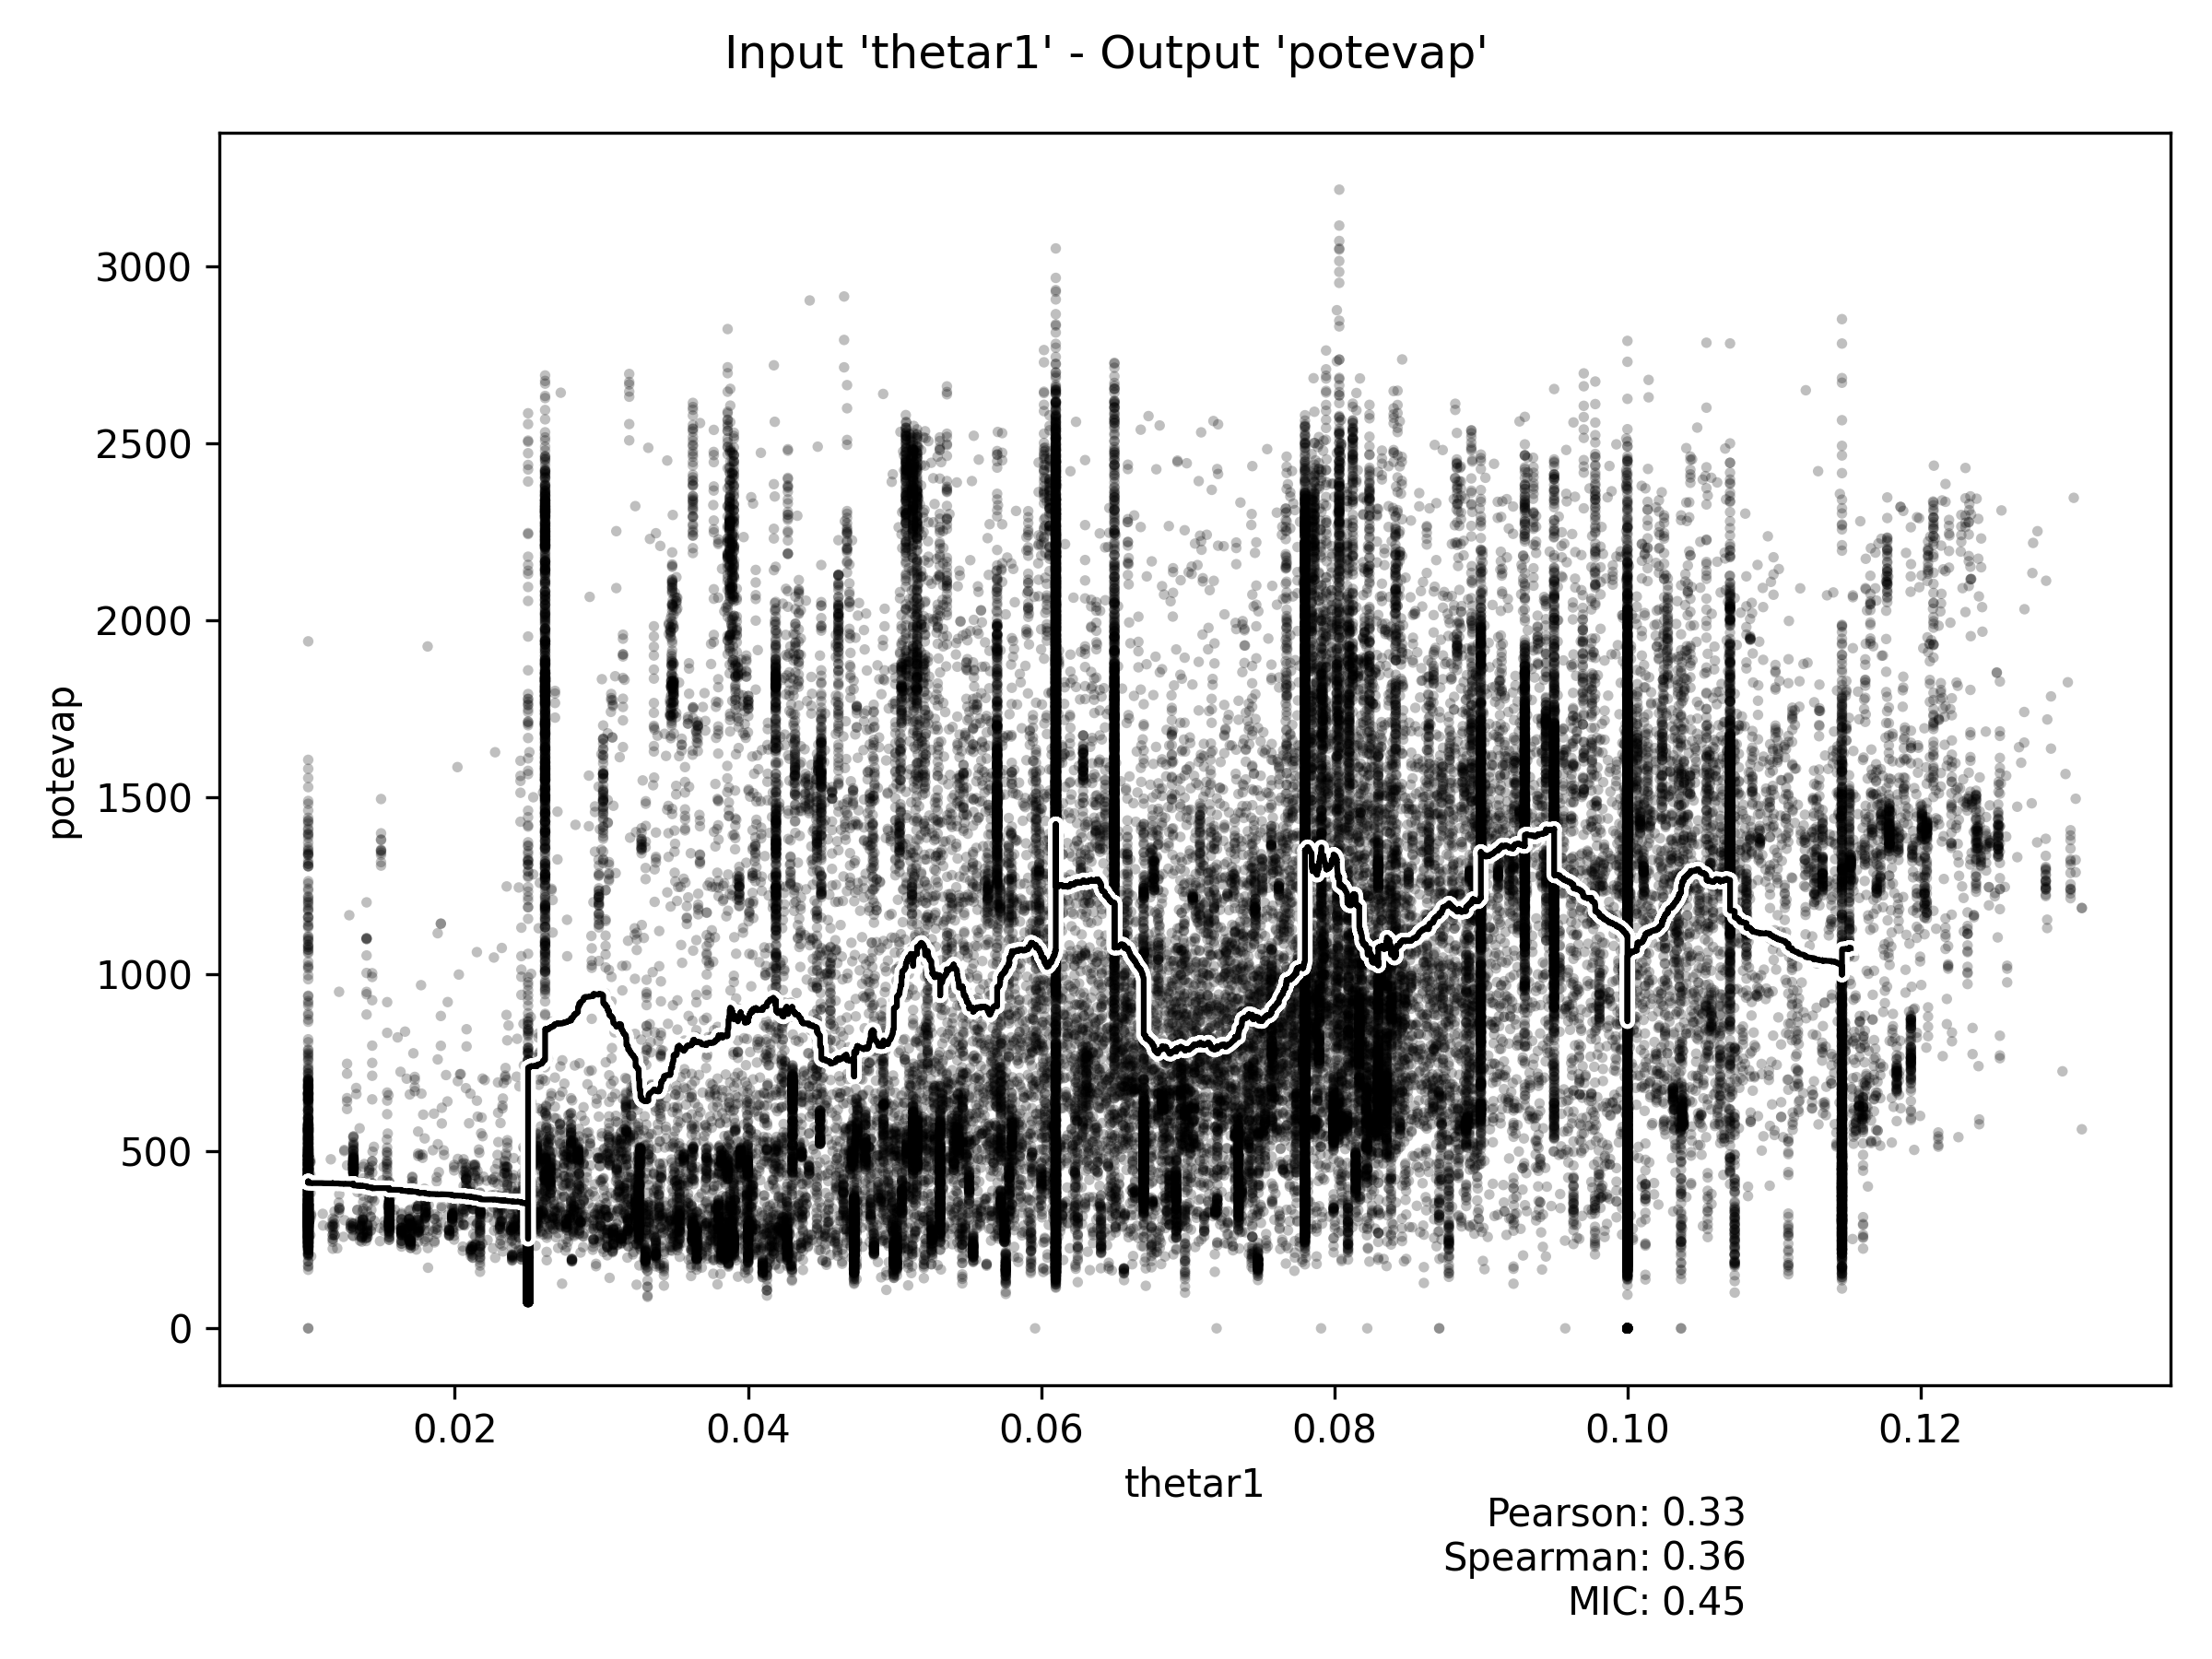 Input 'thetar1' - Output 'potevap'
3000
2500
2000
1500
1000
500
0
potevap
0.02 0.04 0.06 0.08 0.10 0.12
thetar1
Pearson: 0.33
Spearman: 0.36
MIC: 0.45